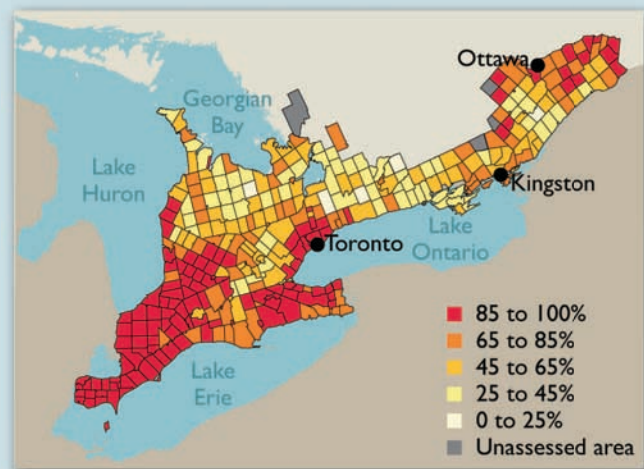 Ottawa
Georgian
Bay
Lake
Huron
Kingston
Lake
Ontario
Toronto
85 to 100%
65 to 85%
45 to 65%
25 to 45%
0 to 25%
Unassessed area
Lake
Erie